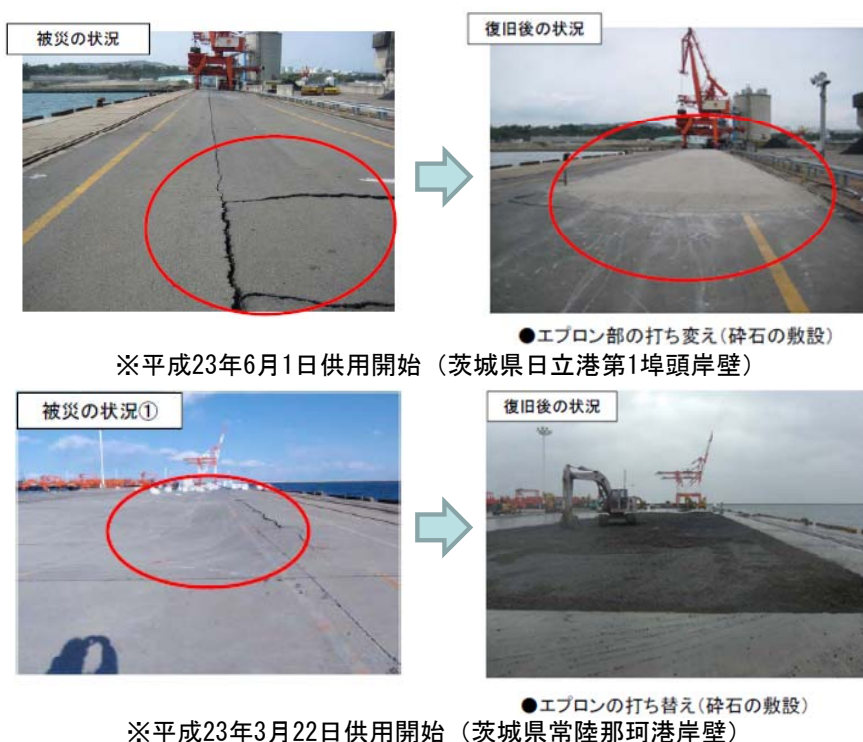 被災の状況
復旧後の状況
●エプロン部の打ち変え(砕石の敷設)
※平成23年6月1日供用開始（茨城県日立港第1埠頭岸壁）
被災の状況①
復旧後の状況
●エプロンの打ち替え(砕石の敷設)
※平成23年3月22日供用開始（茨城県常陸那珂港岸壁）